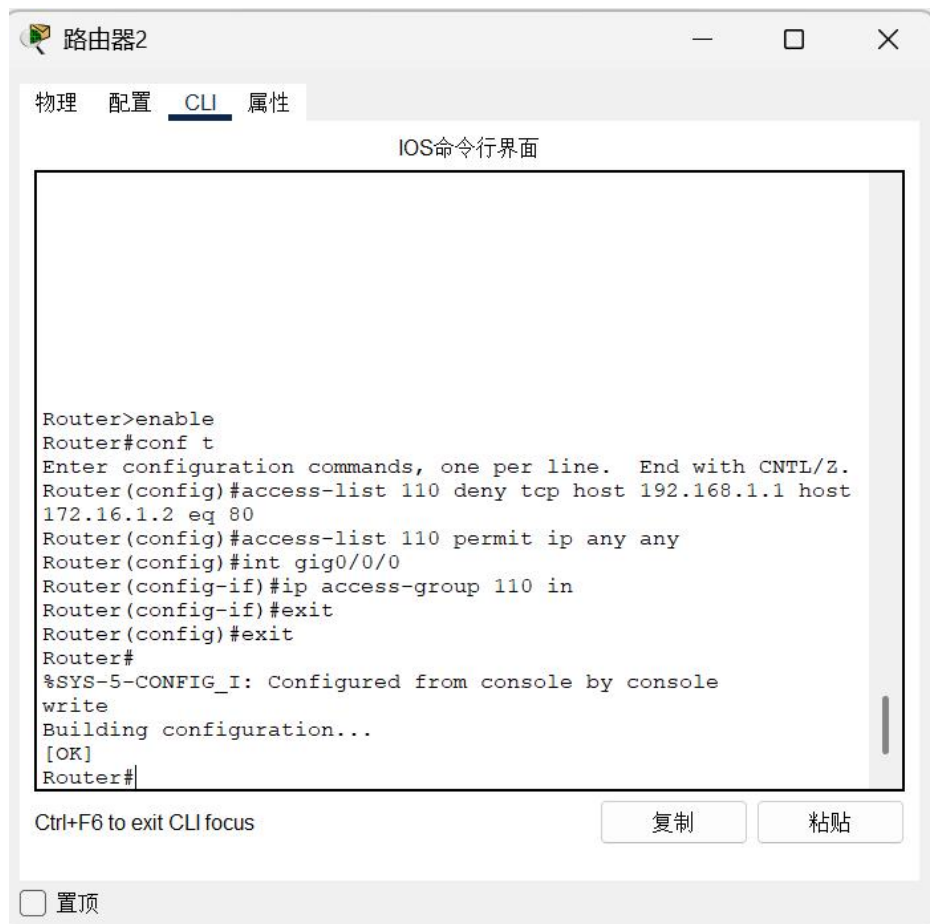 路由器2
物理 配置 CLI 属性
IOS命令行界面
Router>enable
Router#conf t
Enter configuration commands, one per line.  End with CNTL/Z.
Router(config)#access-list 110 deny tcp host 192.168.1.1 host
172.16.1.2 eq 80
Router(config)#access-list 110 permit ip any any
Router(config)#int gig0/0/0
Router(config-if)#ip access-group 110 in
Router(config-if)#exit
Router(config)#exit
Router#
%SYS-5-CONFIG_I: Configured from console by console
write
Building configuration...
[OK]
Router#
Ctrl+F6 to exit CLI focus
复制 粘贴
置顶